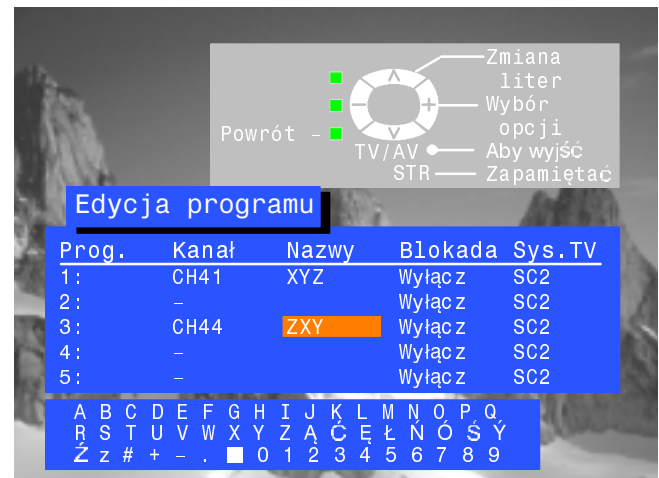 Zmiana
liter
Wybór
opcji
Powrót –
TV/AV Aby wyjść
STR Zapamiętać
Edycja programu
Prog. Kanał Nazwy Blokada Sys.TV
1: CH41 XYZ Wyłącz SC2
2: – Wyłącz SC2
3: CH44 ZXY Wyłącz SC2
4: – Wyłącz SC2
5: – Wyłącz SC2
A B C D E F G H I J K L M N O P Q
R S T U V W X Y Z Ą Ć Ę Ł Ń Ó Ś Ý
Ź z # + – . ■ 0 1 2 3 4 5 6 7 8 9